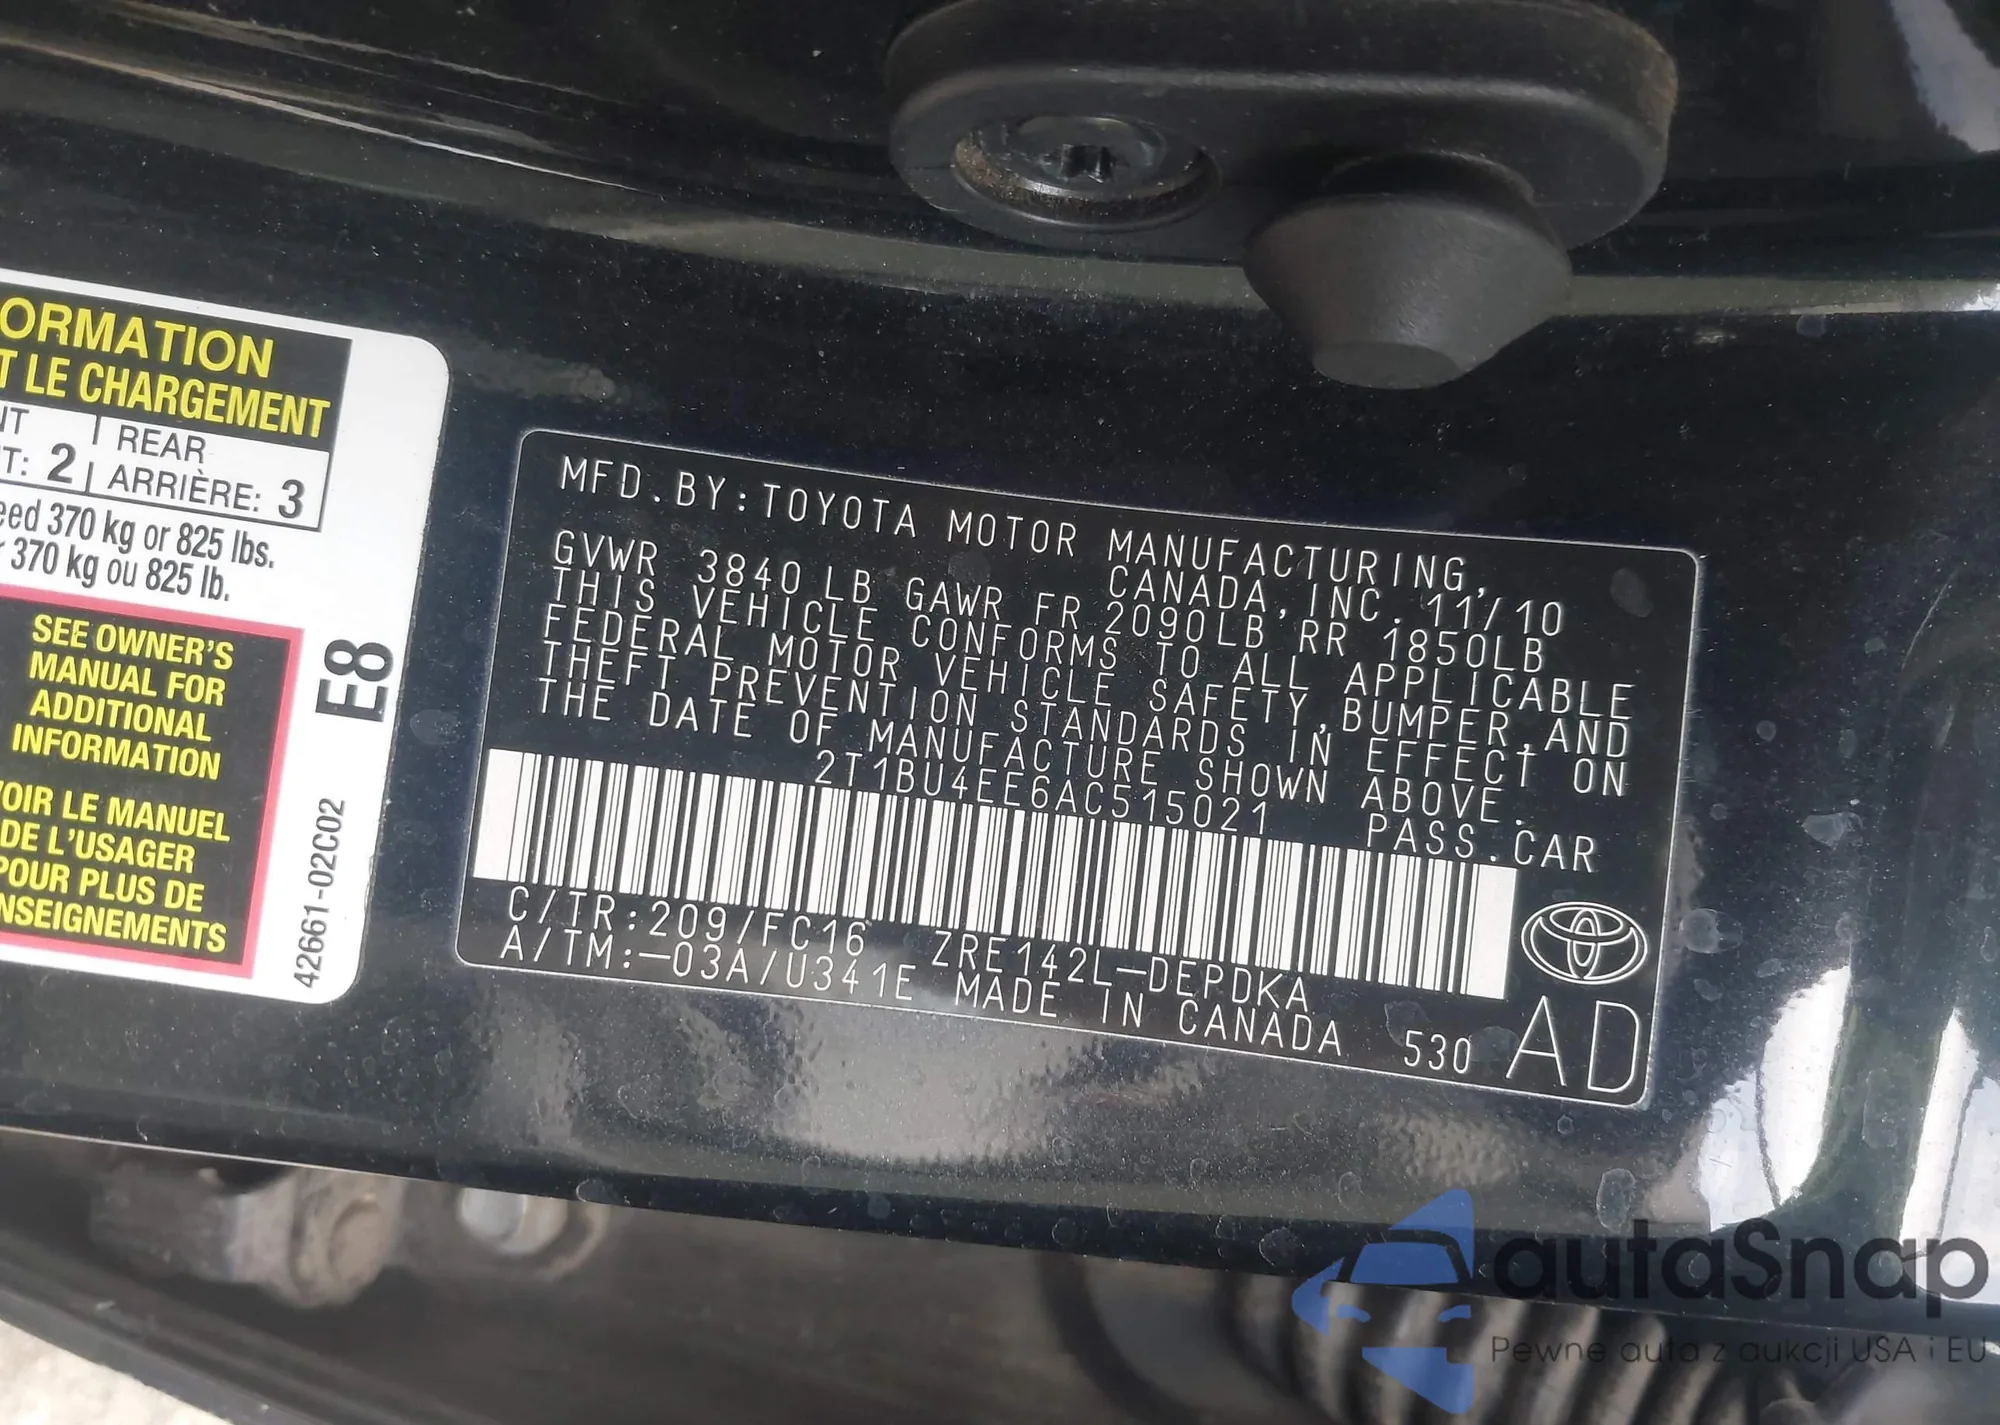 ORMATION
T LE CHARGEMENT
NT | REAR
T: 2 | ARRIÈRE: 3
eed 370 kg or 825 lbs.
r 370 kg ou 825 lb.
SEE OWNER'S
MANUAL FOR
ADDITIONAL
INFORMATION
VOIR LE MANUEL
DE L'USAGER
POUR PLUS DE
NSEIGNEMENTS
E8
42661-02C02
MFD.BY:TOYOTA MOTOR MANUFACTURING,
CANADA,INC. 11/10
GVWR 3840LB GAWR FR 2090LB RR 1850LB
THIS VEHICLE CONFORMS TO ALL APPLICABLE
FEDERAL MOTOR VEHICLE SAFETY,BUMPER,AND
THEFT PREVENTION STANDARDS IN EFFECT ON
THE DATE OF MANUFACTURE SHOWN ABOVE.
2T1BU4EE6AC515021 PASS.CAR
C/TR:209/FC16 ZRE142L-DEPDKA
A/TM:-03A/U341E MADE IN CANADA 530
AD
autaSnap
Pewne auta z aukcji USA i EU